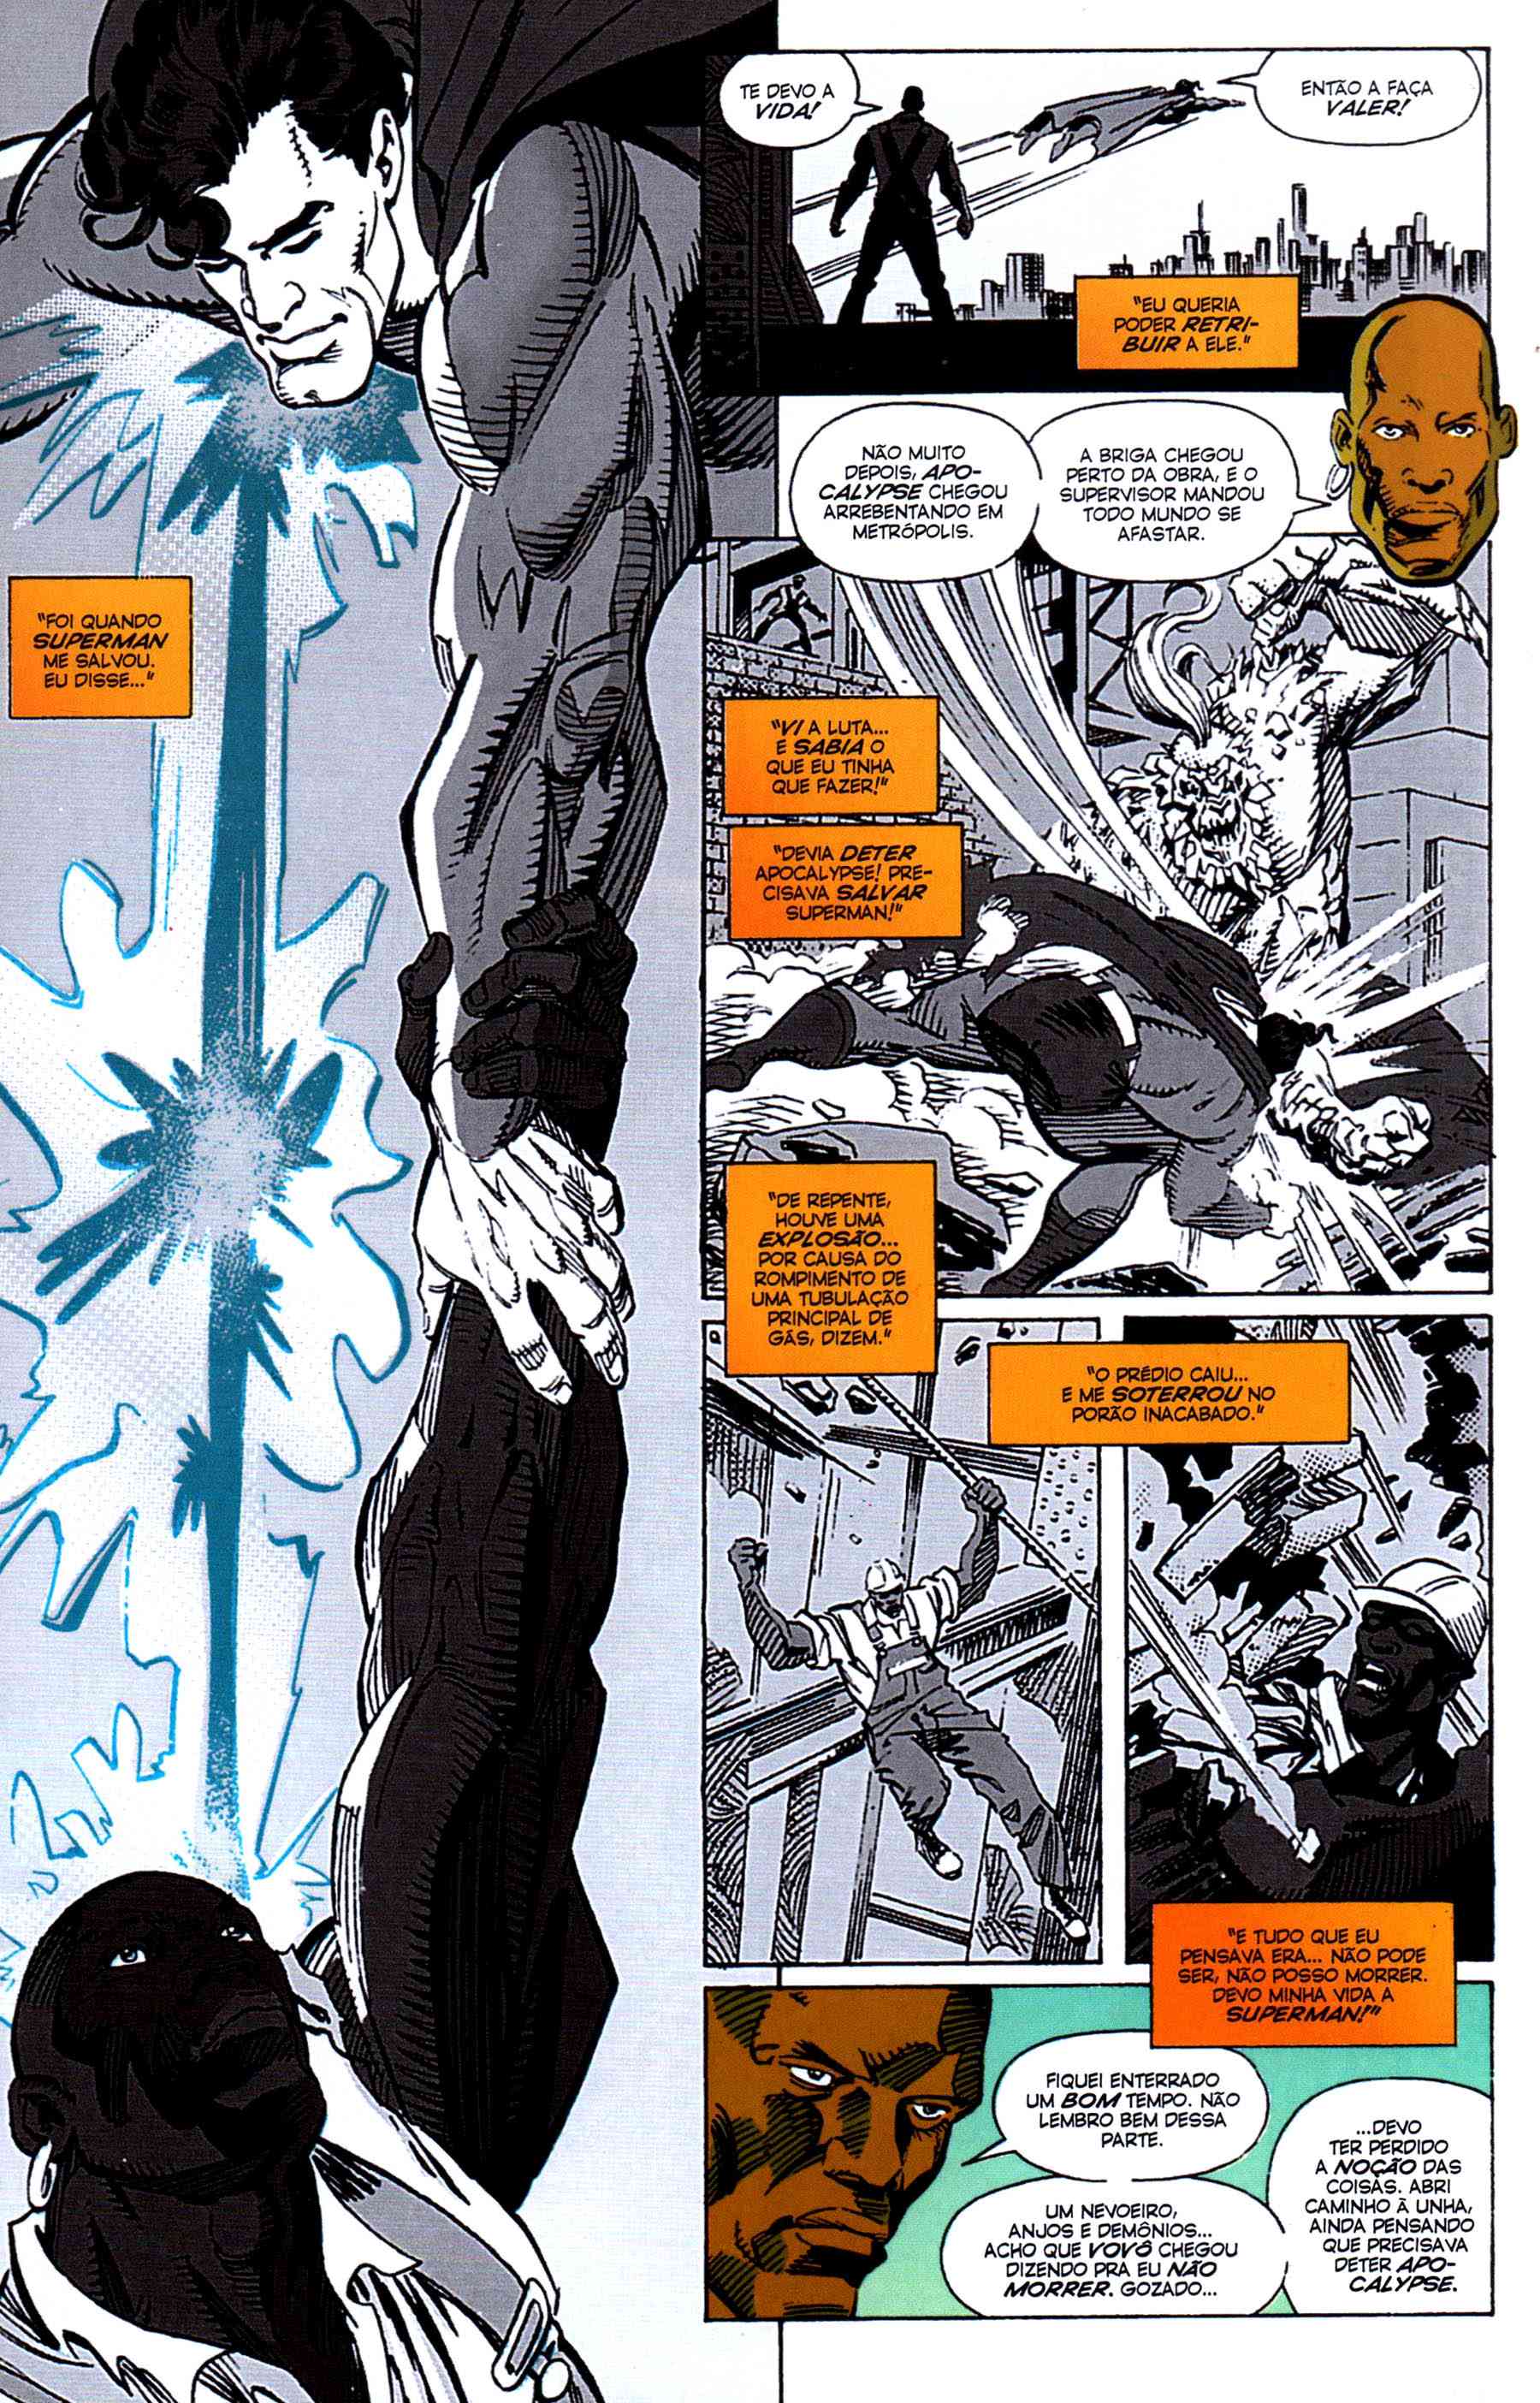 "FOI QUANDO
SUPERMAN
ME SALVOU.
EU DISSE..."
TE DEVO A
VIDA!
ENTÃO A FAÇA
VALER!
"EU QUERIA
PODER RETRI-
BUIR A ELE."
NÃO MUITO
DEPOIS, APO-
CALYPSE CHEGOU
ARREBENTANDO EM
METRÓPOLIS.
A BRIGA CHEGOU
PERTO DA OBRA, E O
SUPERVISOR MANDOU
TODO MUNDO SE
AFASTAR.
"VI A LUTA...
E SABIA O
QUE EU TINHA
QUE FAZER!"
"DEVIA DETER
APOCALYPSE! PRE-
CISAVA SALVAR
SUPERMAN!"
"DE REPENTE,
HOUVE UMA
EXPLOSÃO...
POR CAUSA DO
ROMPIMENTO DE
UMA TUBULAÇÃO
PRINCIPAL DE
GÁS, DIZEM."
"O PRÉDIO CAIU...
E ME SOTERROU NO
PORÃO INACABADO."
"E TUDO QUE EU
PENSAVA ERA... NÃO PODE
SER, NÃO POSSO MORRER.
DEVO MINHA VIDA A
SUPERMAN!"
FIQUEI ENTERRADO
UM BOM TEMPO. NÃO
LEMBRO BEM DESSA
PARTE.
UM NEVOEIRO,
ANJOS E DEMÔNIOS...
ACHO QUE VOVÔ CHEGOU
DIZENDO PRA EU NÃO
MORRER. GOZADO...
...DEVO
TER PERDIDO
A NOÇÃO DAS
COISAS. ABRI
CAMINHO À UNHA,
AINDA PENSANDO
QUE PRECISAVA
DETER APO-
CALYPSE.